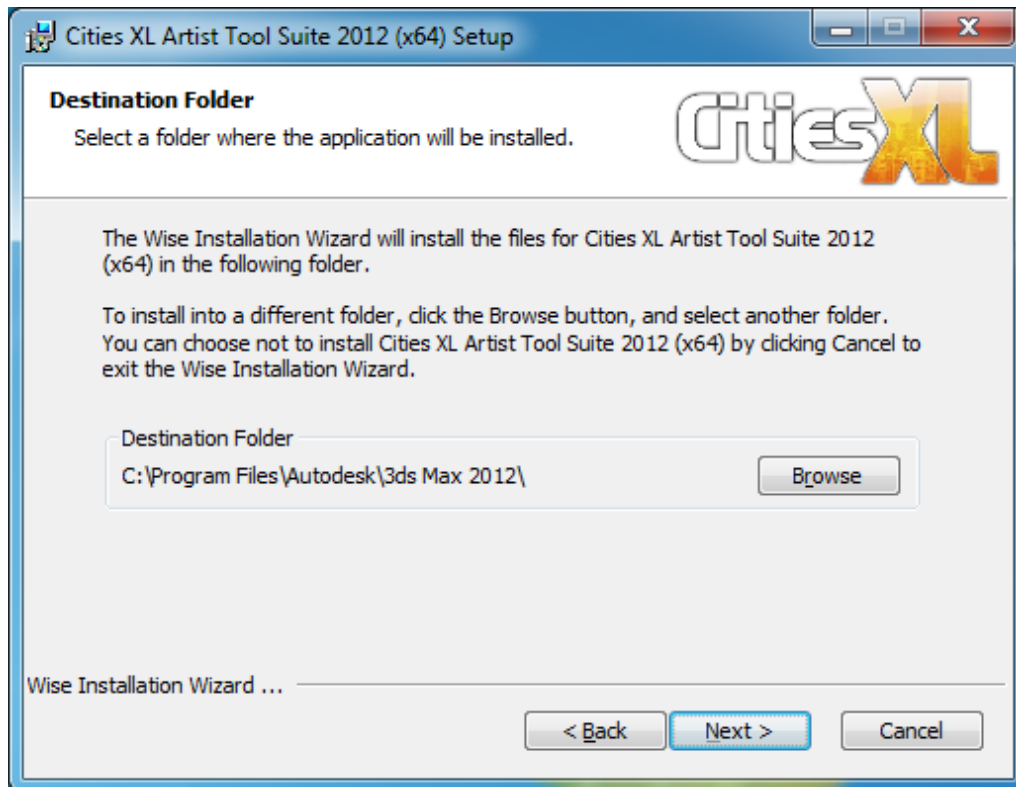 Cities XL Artist Tool Suite 2012 (x64) Setup
Destination Folder
Select a folder where the application will be installed.
CitiesXL
The Wise Installation Wizard will install the files for Cities XL Artist Tool Suite 2012
(x64) in the following folder.
To install into a different folder, click the Browse button, and select another folder.
You can choose not to install Cities XL Artist Tool Suite 2012 (x64) by clicking Cancel to
exit the Wise Installation Wizard.
Destination Folder
C:\Program Files\Autodesk\3ds Max 2012\
Browse
Wise Installation Wizard ...
< Back
Next >
Cancel